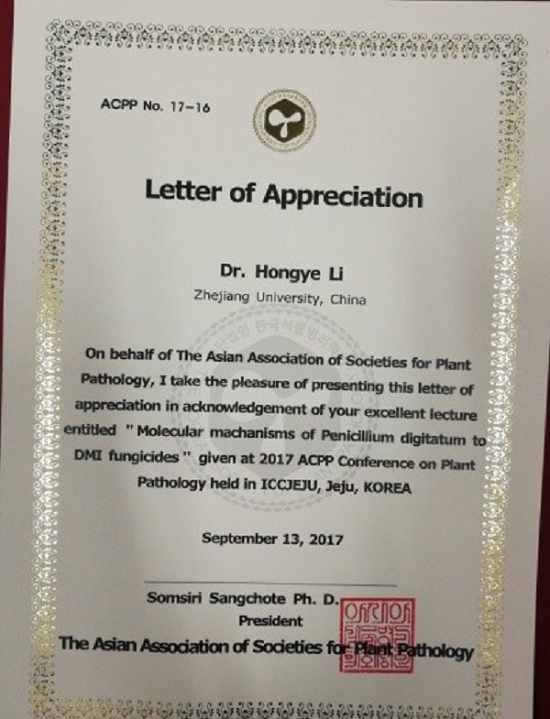 ACPP No. 17-16
Letter of Appreciation
Dr. Hongye Li
Zhejiang University, China
On behalf of The Asian Association of Societies for Plant
Pathology, I take the pleasure of presenting this letter of
appreciation in acknowledgement of your excellent lecture
entitled " Molecular machanisms of Penicillium digitatum to
DMI fungicides " given at 2017 ACPP Conference on Plant
Pathology held in ICCJEJU, Jeju, KOREA
September 13, 2017
Somsiri Sangchote Ph. D.
President
The Asian Association of Societies for Plant Pathology